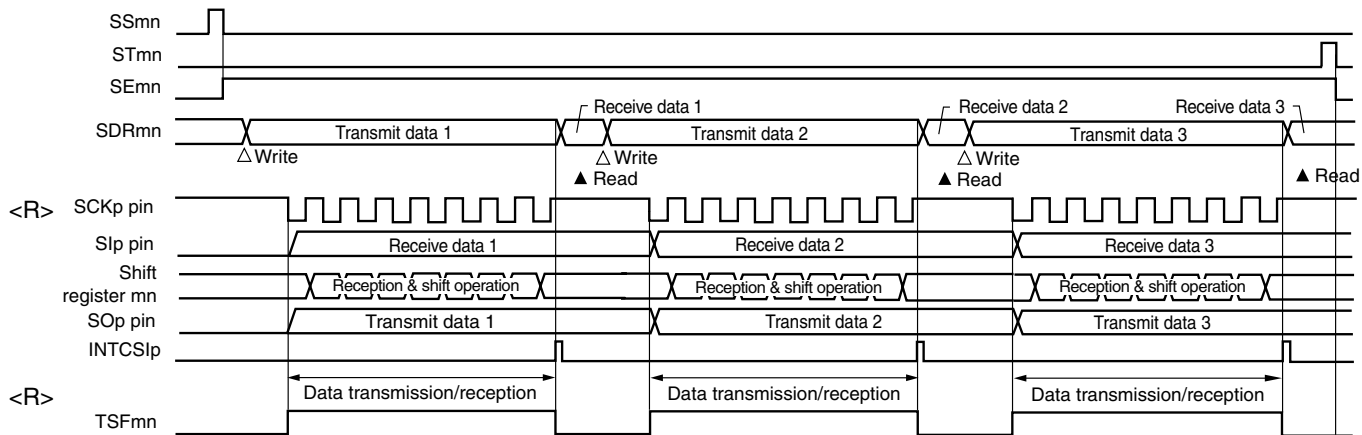 SSmn
STmn
SEmn
Receive data 1 Receive data 2 Receive data 3
SDRmn Transmit data 1 Transmit data 2 Transmit data 3
△Write △ Write △ Write
▲ Read ▲ Read ▲ Read
<R> SCKp pin
SIp pin Receive data 1 Receive data 2 Receive data 3
Shift
register mn Reception & shift operation Reception & shift operation Reception & shift operation
SOp pin Transmit data 1 Transmit data 2 Transmit data 3
INTCSIp
Data transmission/reception Data transmission/reception Data transmission/reception
<R>
TSFmn